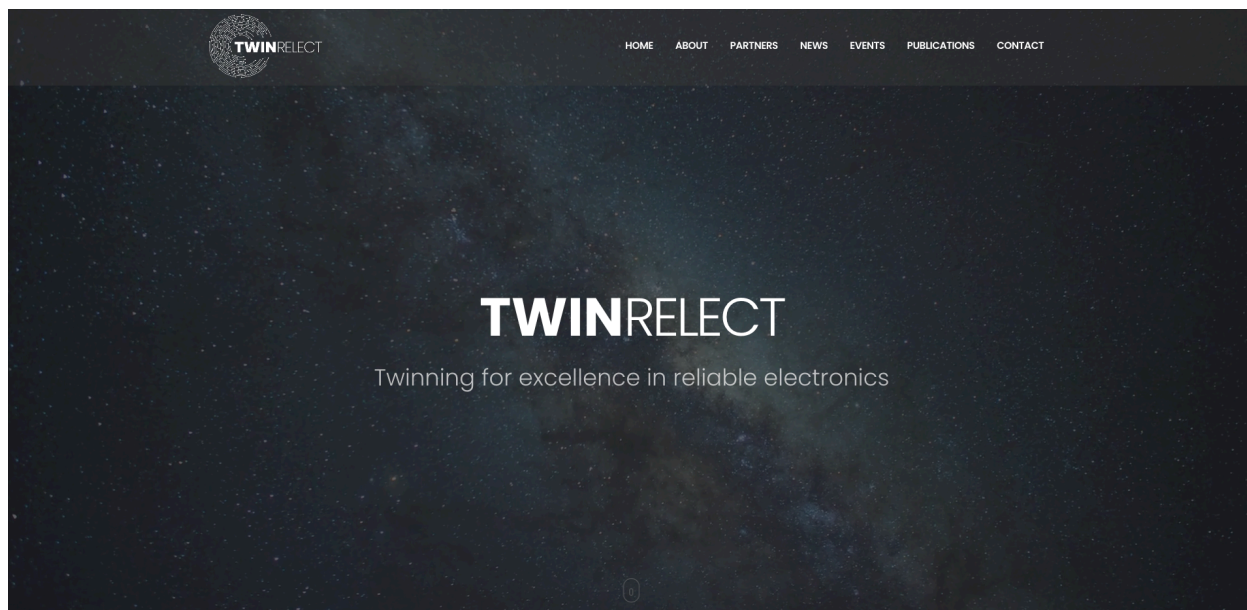 TWINRELECT
HOME ABOUT PARTNERS NEWS EVENTS PUBLICATIONS CONTACT
TWINRELECT
Twinning for excellence in reliable electronics